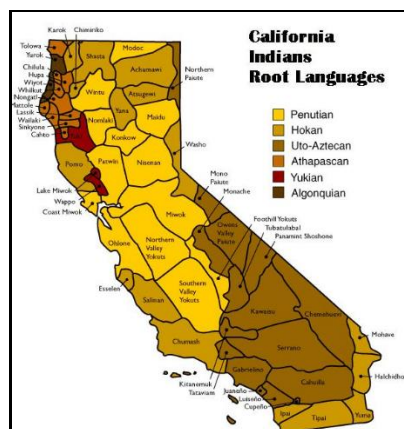 California
Indians
Root Languages
Penutian
Hokan
Uto-Aztecan
Athapascan
Yukian
Algonquian
Karok
Chimariko
Tolowa
Yurok
Chilula
Hupa
Wiyot
Whilkut
Nongatl
Mattole
Lassik
Wailaki
Sinkyone
Cahto
Shasta
Modoc
Achamawi
Northern
Paiute
Wintu
Atsugewi
Yana
Nomlaki
Maidu
Yuki
Konkow
Pomo
Patwin
Nisenan
Washo
Lake Miwok
Wappo
Coast Miwok
Mono
Paiute
Monache
Miwok
Owens
Valley
Paiute
Foothill Yokuts
Tubatulabal
Panamint Shoshone
Ohlone
Northern
Valley
Yokuts
Esselen
Southern
Valley
Yokuts
Salinan
Kawaiisu
Chemehuevi
Chumash
Serrano
Mohave
Halchidhoma
Kitanemuk
Tataviam
Gabrielino
Cahuilla
Juaneño
Luiseño
Cupeño
Ipai
Tipai
Yuma